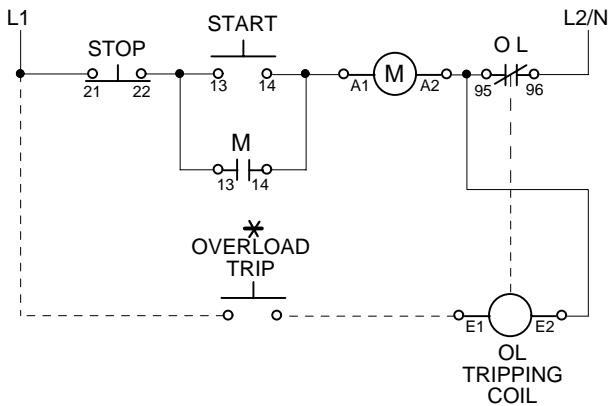 L1
L2/N
START
STOP
O L
21 22 13 14 A1 M A2 95 96
M
13 14
*
OVERLOAD
TRIP
E1 E2
OL
TRIPPING
COIL